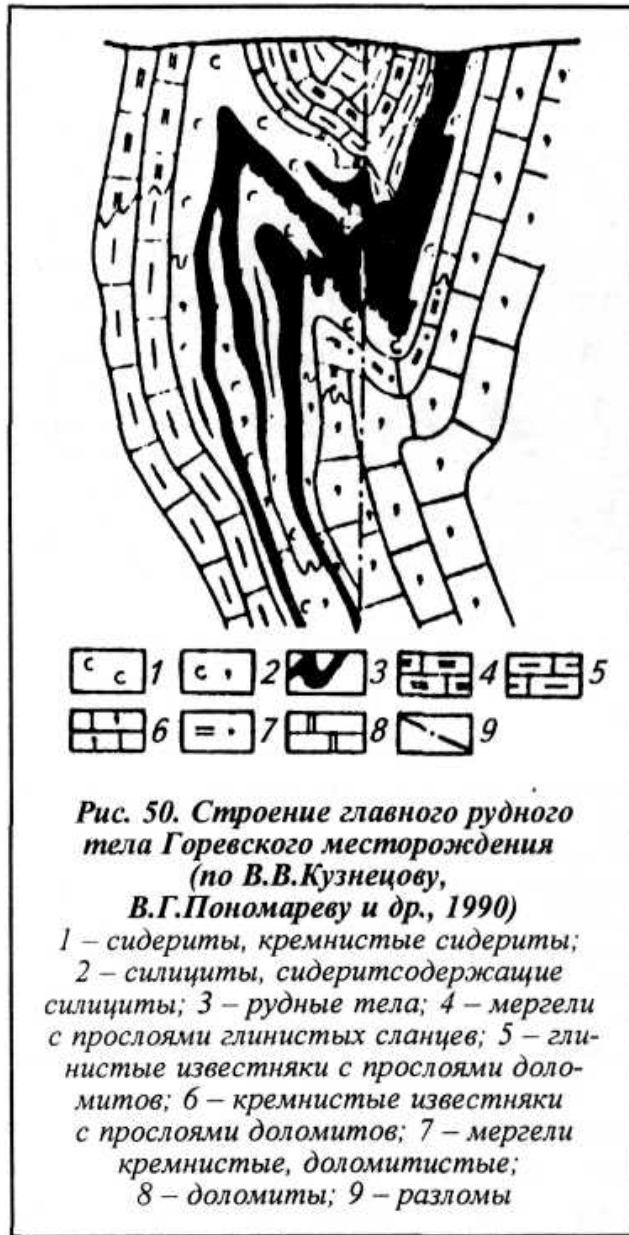 1 2 3 4 5
6 7 8 9
Рис. 50. Строение главного рудного
тела Горевского месторождения
(по В.В.Кузнецову,
В.Г.Пономареву и др., 1990)
1 – сидериты, кремнистые сидериты;
2 – силициты, сидеритсодержащие
силициты; 3 – рудные тела; 4 – мергели
с прослоями глинистых сланцев; 5 – гли-
нистые известняки с прослоями доло-
митов; 6 – кремнистые известняки
с прослоями доломитов; 7 – мергели
кремнистые, доломитистые;
8 – доломиты; 9 – разломы